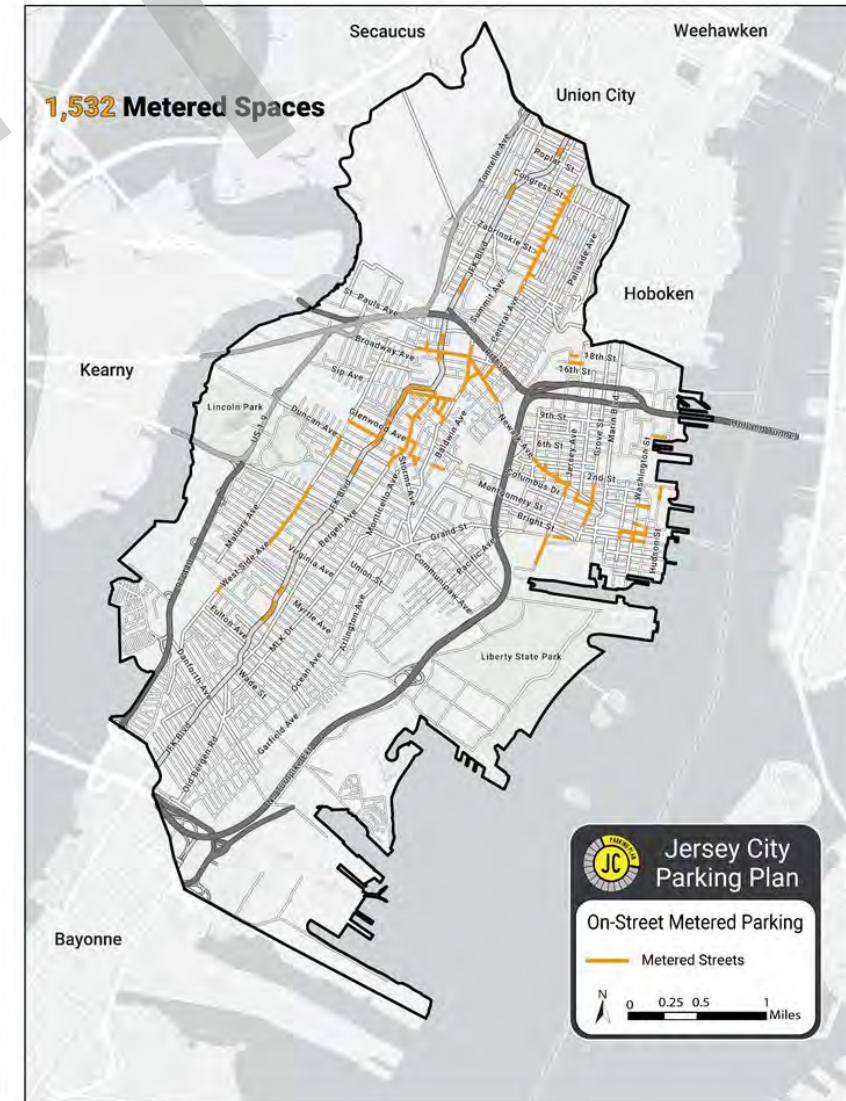 Secaucus
Weehawken
1,532 Metered Spaces
Union City
Tonnelle Ave
Poplar St
Congress St
Zabrinskie St
JFK Blvd
Palisade Ave
Summit Ave
Central Ave
Hoboken
St. Pauls Ave
Broadway Ave
18th St
16th St
Kearny
Sip Ave
Marin Blvd
Grove St
Lincoln Park
US-1 9
Duncan Ave
Glenwood Ave
Baldwin Ave
Newark Ave
9th St
6th St
Jersey Ave
Washington St
Storms Ave
Columbus Dr
2nd St
Monticello Ave
Montgomery St
JFK Blvd
Bergen Ave
Bright St
Mallory Ave
Grand St
Hudson St
West Side Ave
Virginia Ave
Pacific Ave
Union St
Communipaw Ave
Fulton Ave
Myrtle Ave
MLK Dr
Arlington Ave
Danforth Ave
Ocean Ave
Liberty State Park
Wade St
Garfield Ave
JFK Blvd
Old Bergen Rd
Bayonne
PARKING PLAN
JC
Jersey City
Parking Plan
On-Street Metered Parking
Metered Streets
N
0 0.25 0.5 1
Miles